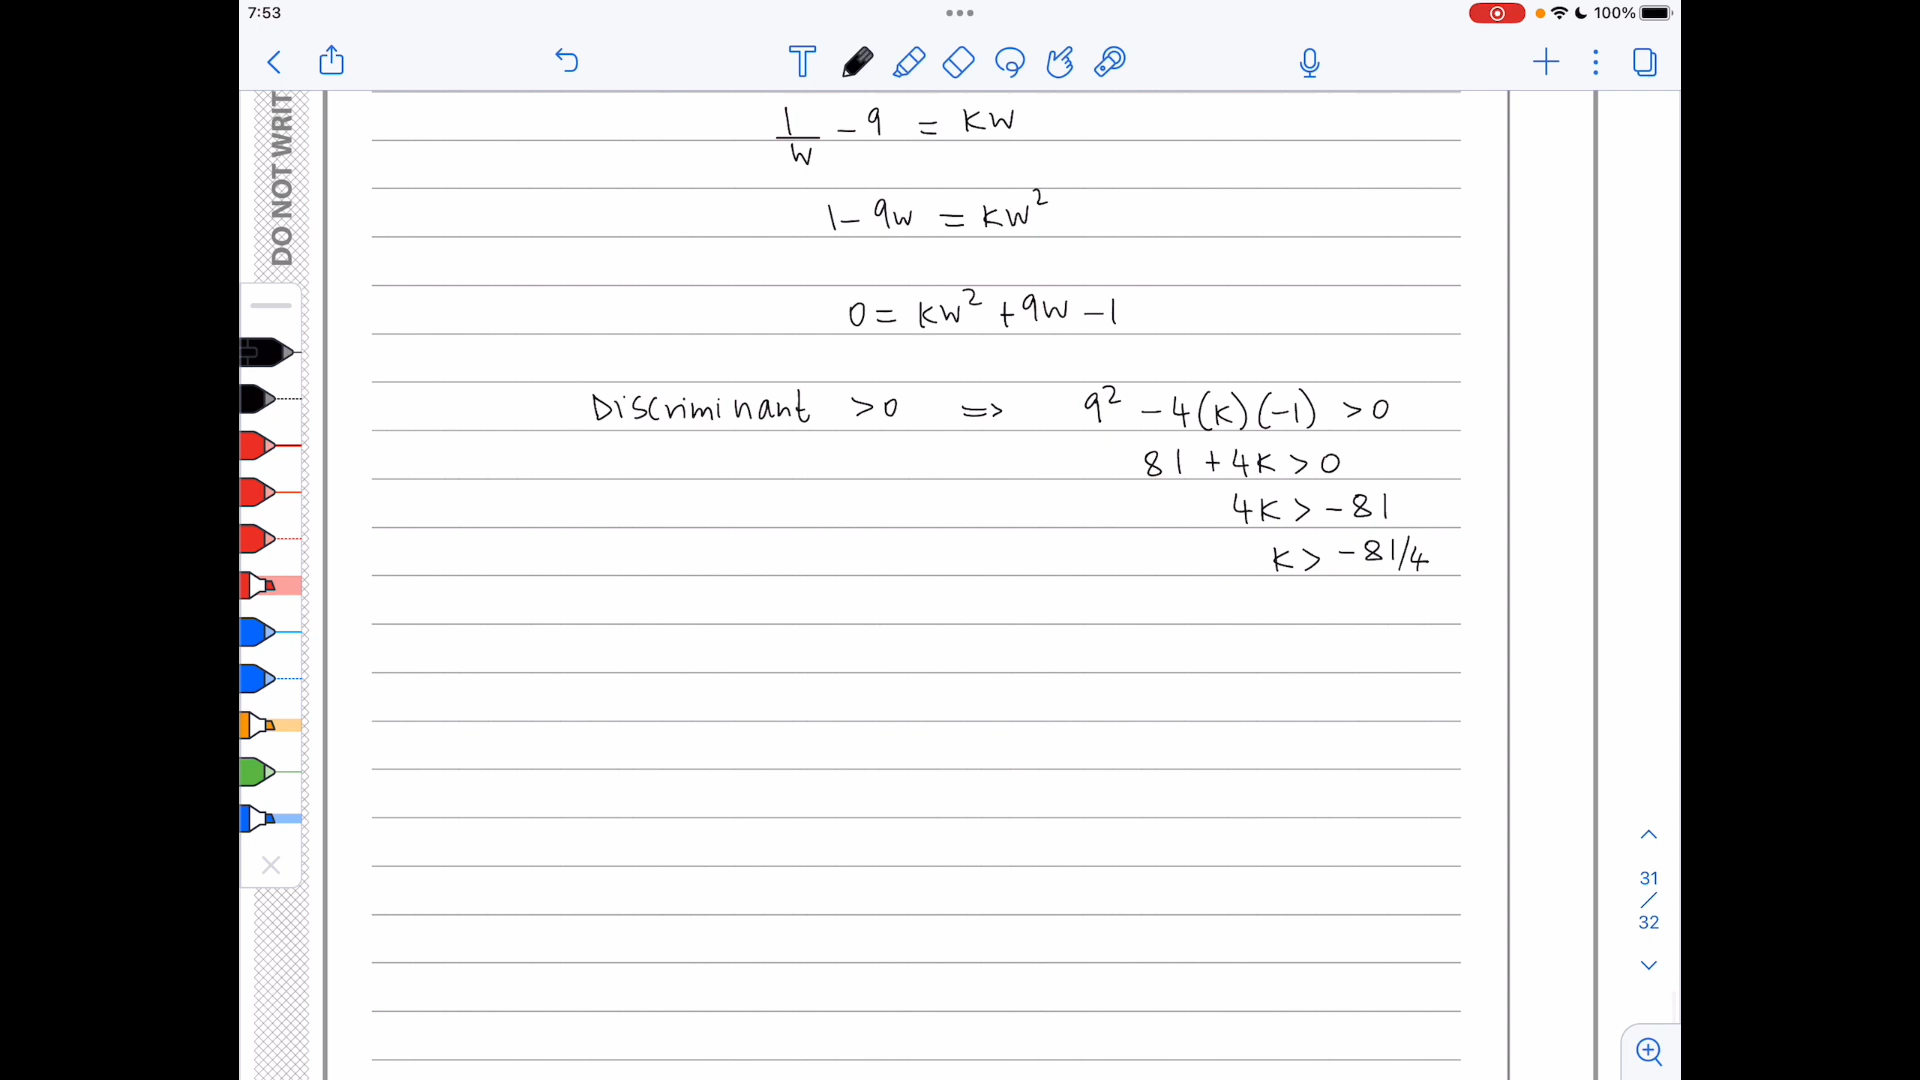 7:53
100%
DO NOT WRIT
1/w - 9 = kw
1 - 9w = kw²
0 = kw² + 9w - 1
Discriminant > 0 => 9² - 4(k)(-1) > 0
81 + 4k > 0
4k > -81
k > -81/4
31
/
32